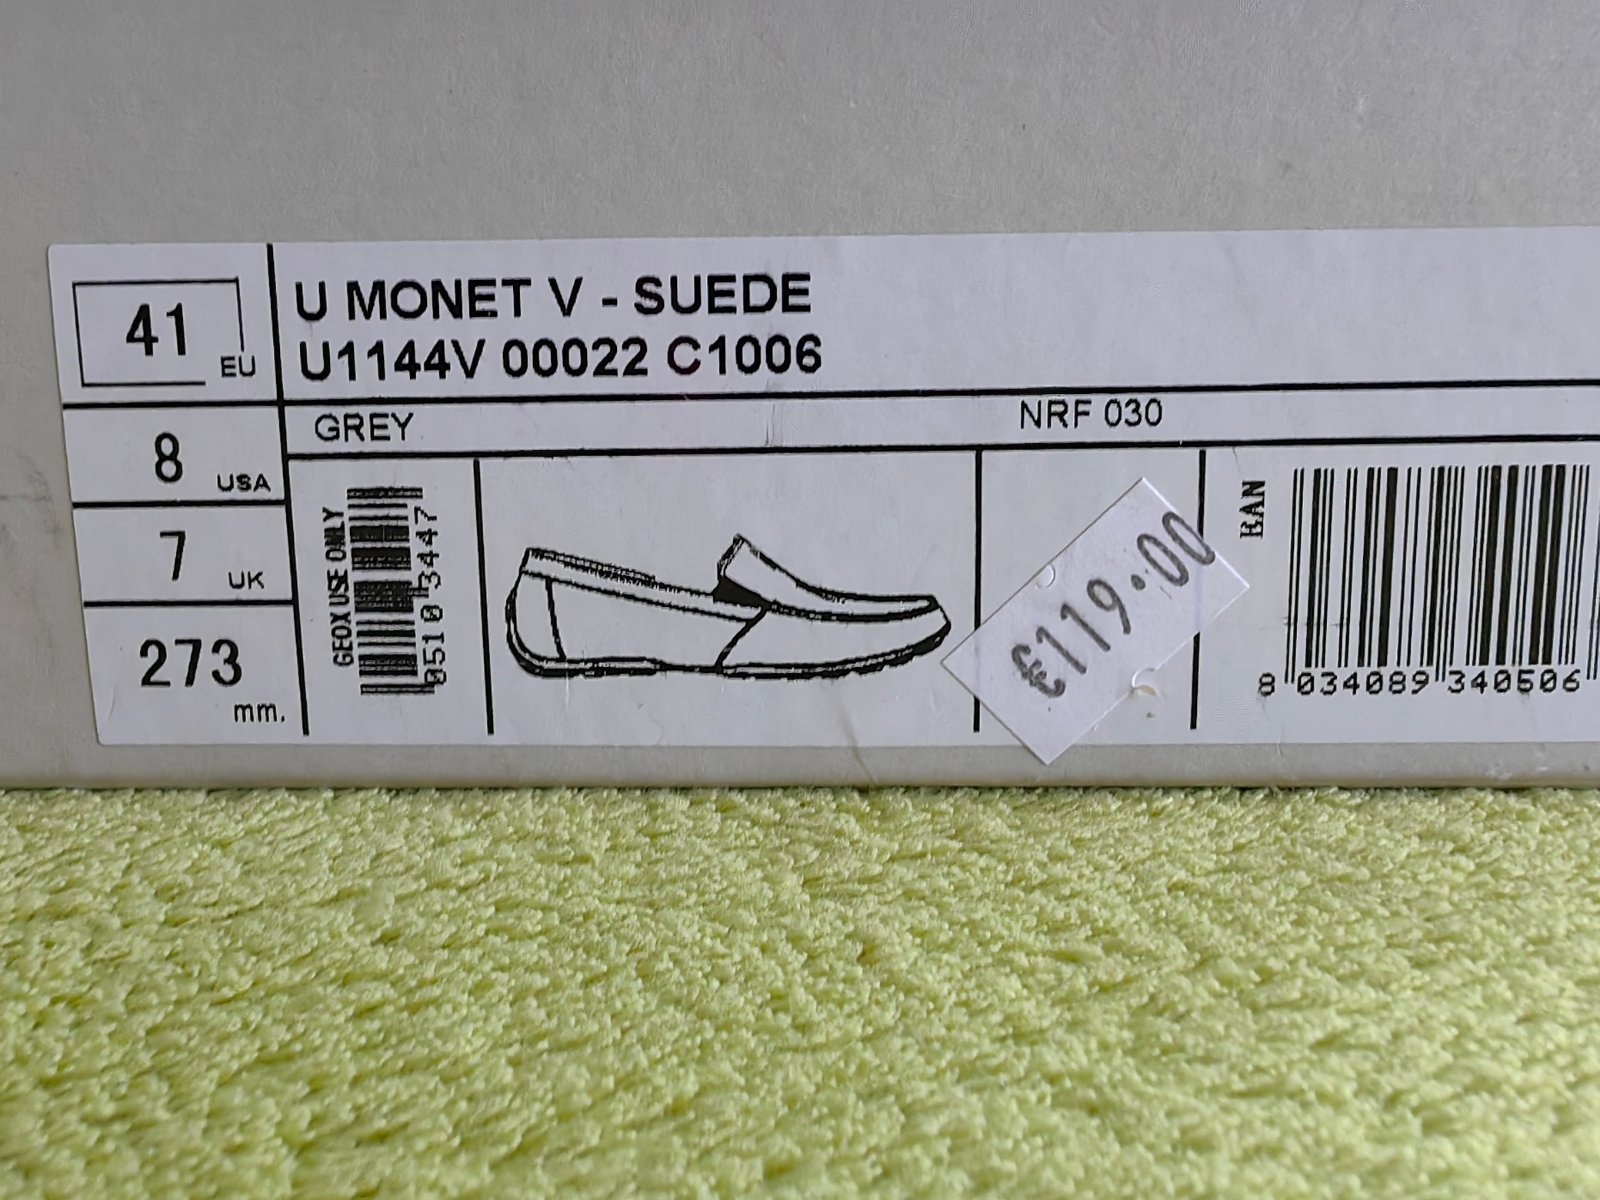 41 EU
U MONET V - SUEDE
U1144V 00022 C1006
GREY
NRF 030
8 USA
7 UK
273 mm.
GEOX USE ONLY
0510 3447
€119.00
EAN
8 034089 340506